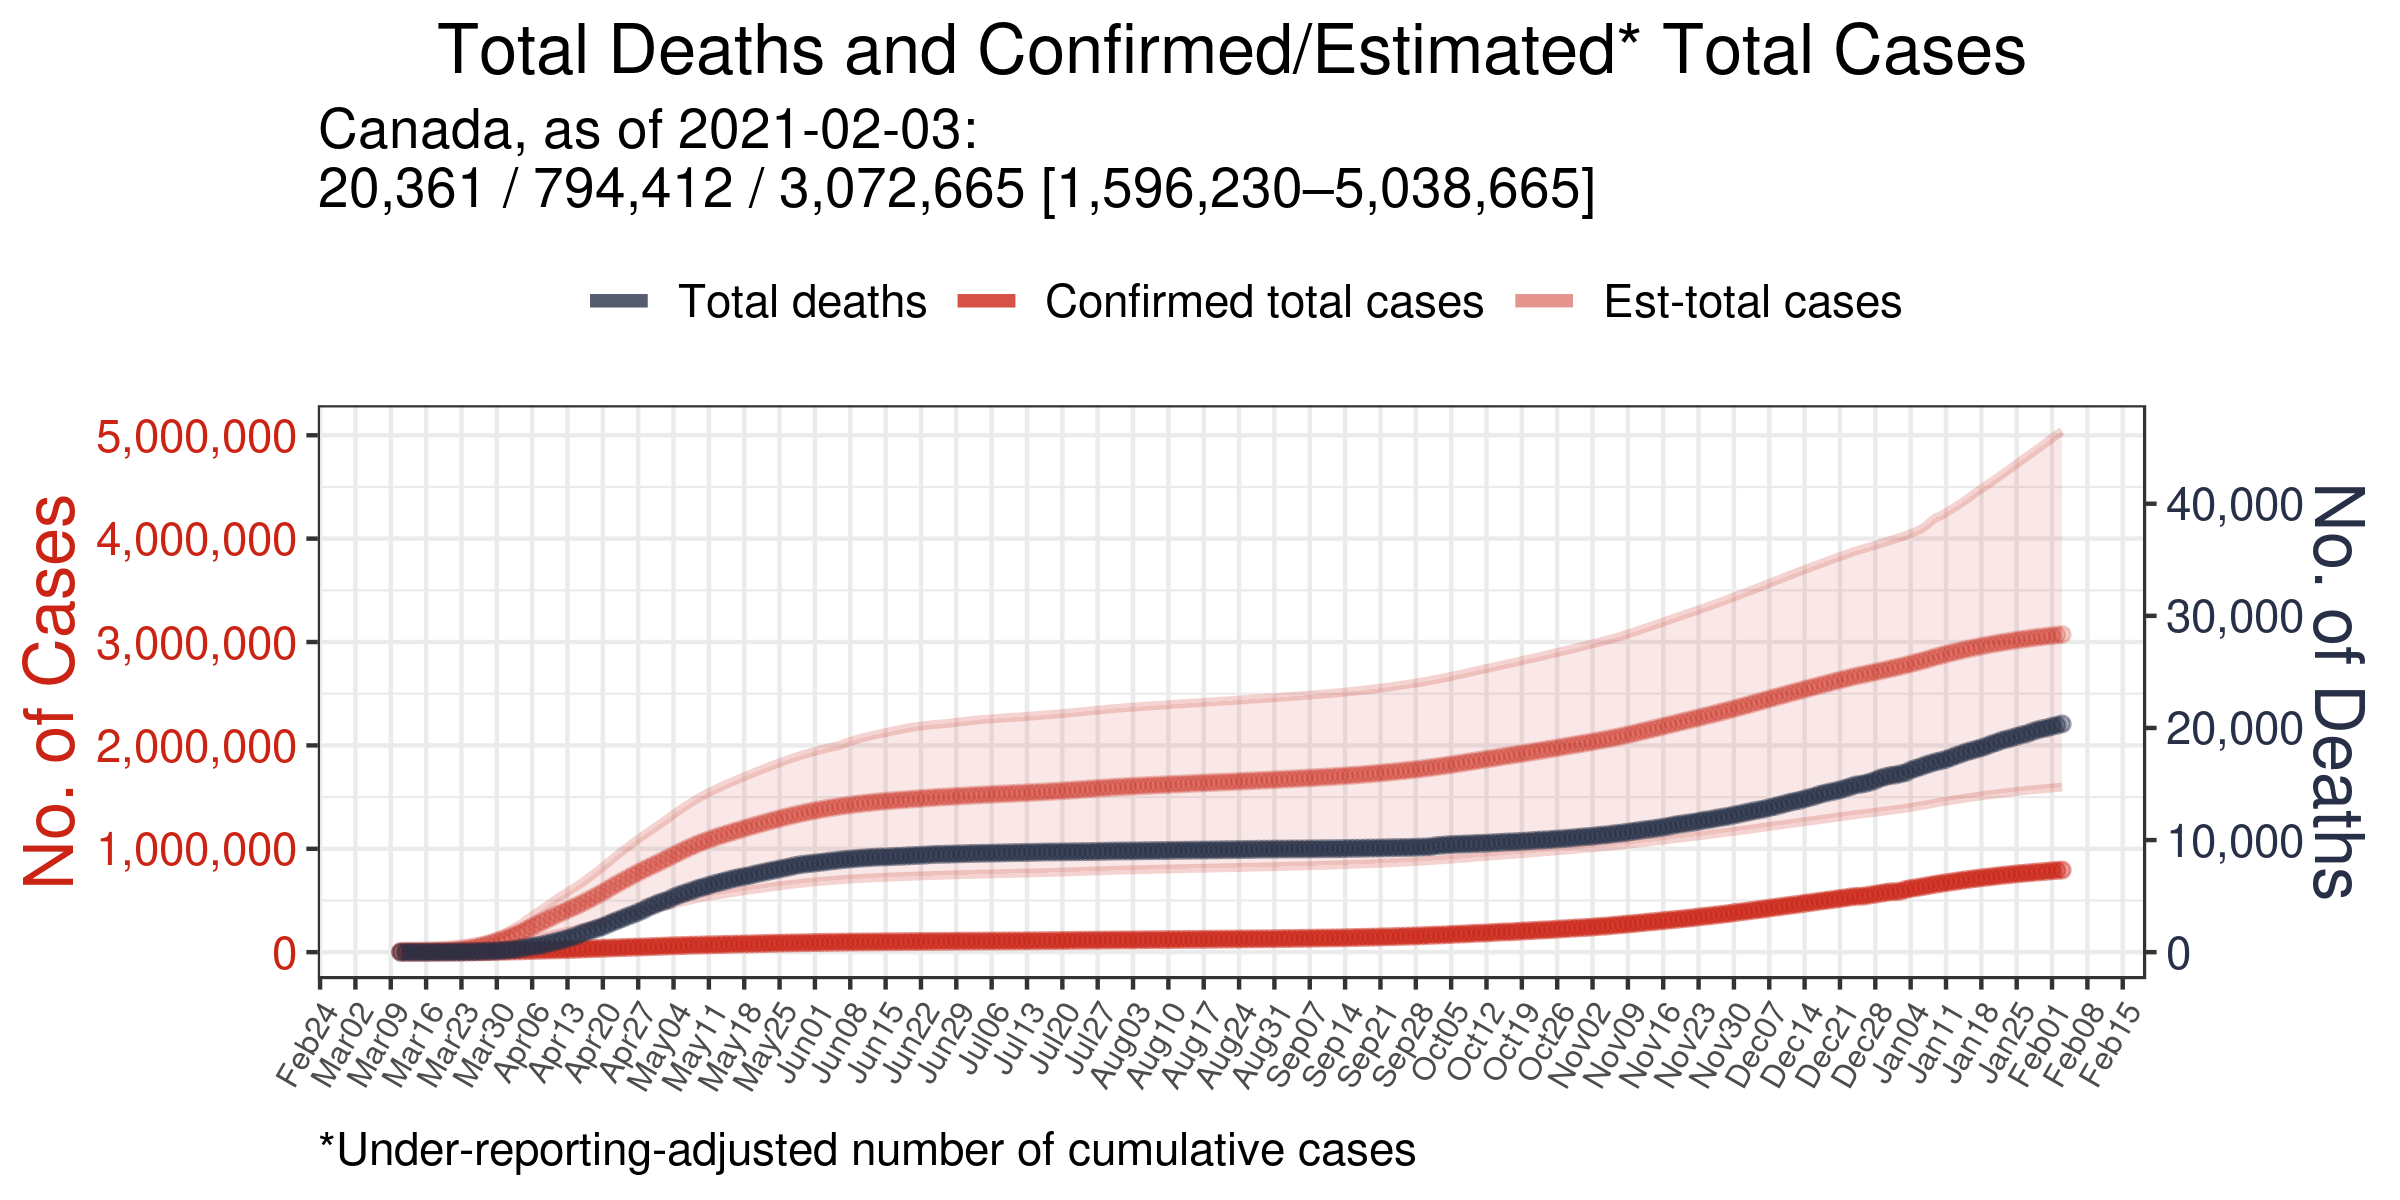 Total Deaths and Confirmed/Estimated* Total Cases
Canada, as of 2021-02-03:
20,361 / 794,412 / 3,072,665 [1,596,230–5,038,665]
Total deaths
Confirmed total cases
Est-total cases
No. of Cases
5,000,000
4,000,000
3,000,000
2,000,000
1,000,000
0
40,000
30,000
20,000
10,000
0
No. of Deaths
Feb24
Mar02
Mar09
Mar16
Mar23
Mar30
Apr06
Apr13
Apr20
Apr27
May04
May11
May18
May25
Jun01
Jun08
Jun15
Jun22
Jun29
Jul06
Jul13
Jul20
Jul27
Aug03
Aug10
Aug17
Aug24
Aug31
Sep07
Sep14
Sep21
Sep28
Oct05
Oct12
Oct19
Oct26
Nov02
Nov09
Nov16
Nov23
Nov30
Dec07
Dec14
Dec21
Dec28
Jan04
Jan11
Jan18
Jan25
Feb01
Feb08
Feb15
*Under-reporting-adjusted number of cumulative cases